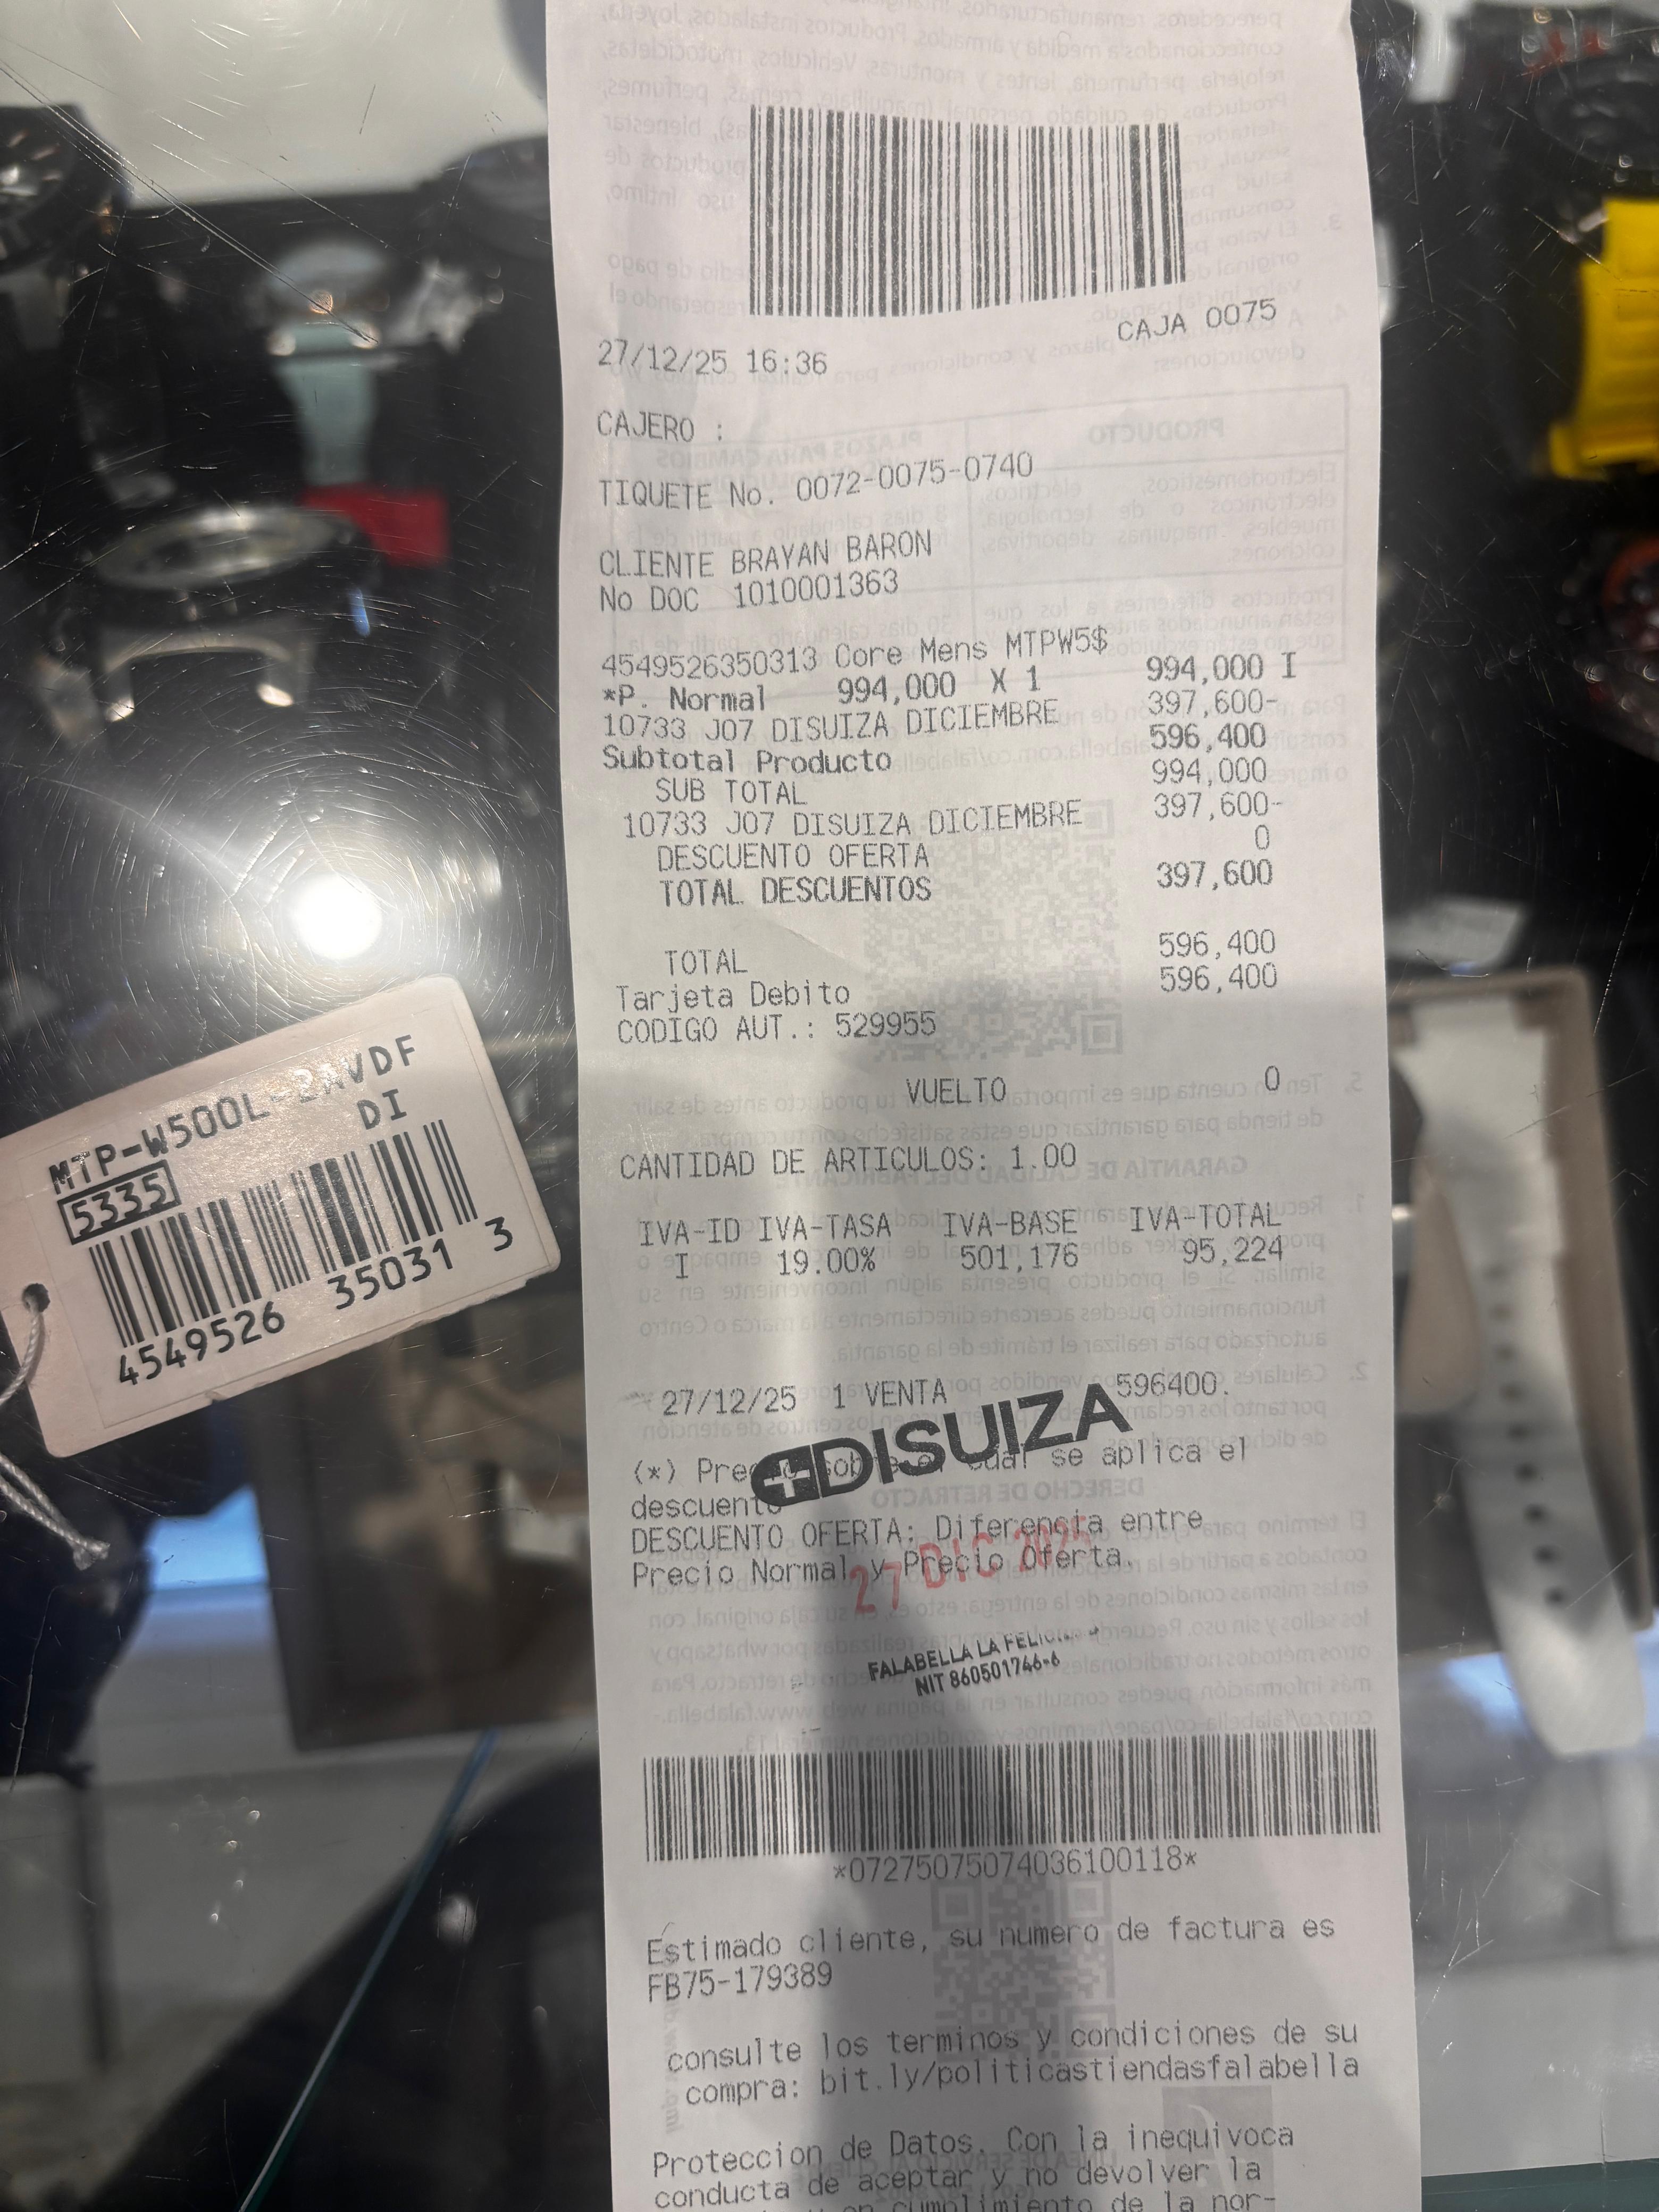 CAJA 0075
27/12/25 16:36
CAJERO :
TIQUETE No. 0072-0075-0740
CLIENTE BRAYAN BARON
No DOC 1010001363
4549526350313 Core Mens MTPW5$ 994,000 I
*P. Normal 994,000 X 1
10733 J07 DISUIZA DICIEMBRE 397,600-
Subtotal Producto 596,400
SUB TOTAL 994,000
10733 J07 DISUIZA DICIEMBRE 397,600-
DESCUENTO OFERTA 0
TOTAL DESCUENTOS 397,600
TOTAL 596,400
Tarjeta Debito 596,400
CODIGO AUT.: 529955
VUELTO 0
CANTIDAD DE ARTICULOS: 1.00
IVA-ID IVA-TASA IVA-BASE IVA-TOTAL
I 19.00% 501,176 95,224
27/12/25 1 VENTA 596400.
DISUIZA
(*) Precio sobre el cual se aplica el
descuento
DESCUENTO OFERTA: Diferencia entre
Precio Normal y Precio Oferta.
27 DIC 2025
FALABELLA LA
NIT 860501746-6
*07275075074036100118*
Estimado cliente, su numero de factura es
FB75-179389
consulte los terminos y condiciones de su
compra: bit.ly/politicastiendasfalabella
Proteccion de Datos. Con la inequivoca
conducta de aceptar y no devolver la
cumplimiento de la nor-
MTP-W500L-2AVDF
DI
5335
4549526 35031 3